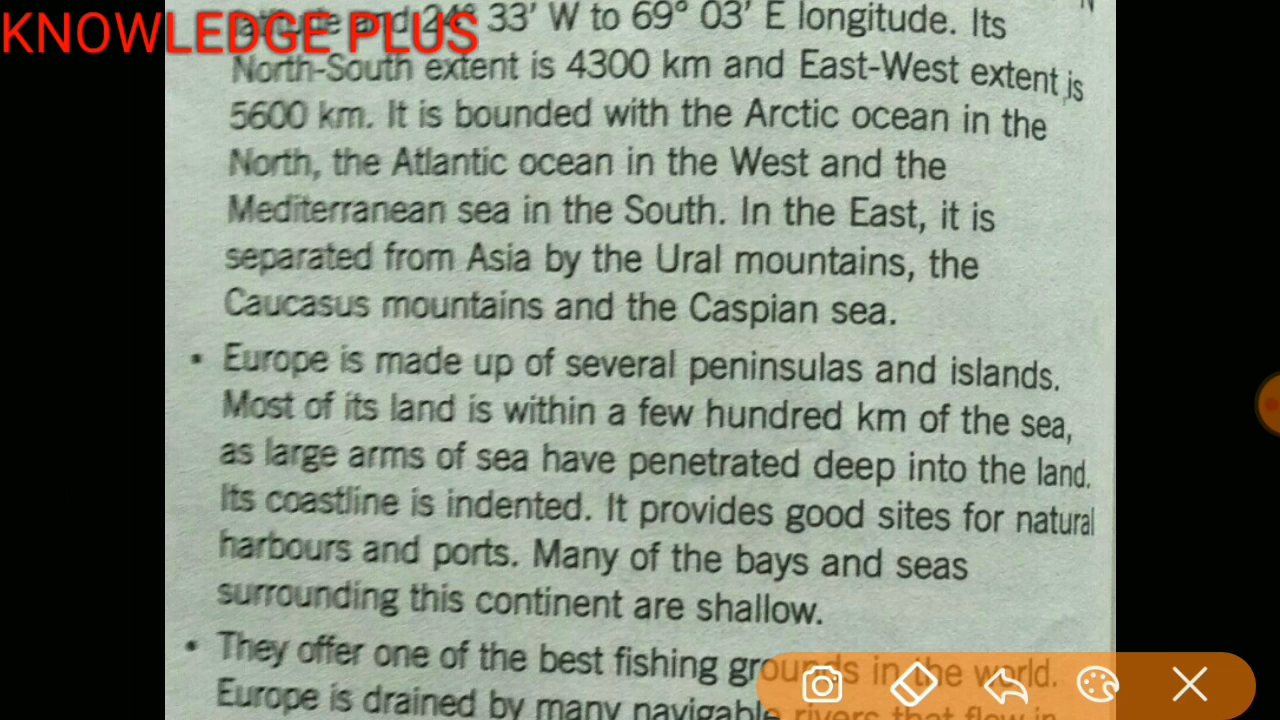 KNOWLEDGE PLUS
and 24° 33' W to 69° 03' E longitude. Its
North-South extent is 4300 km and East-West extent is
5600 km. It is bounded with the Arctic ocean in the
North, the Atlantic ocean in the West and the
Mediterranean sea in the South. In the East, it is
separated from Asia by the Ural mountains, the
Caucasus mountains and the Caspian sea.
• Europe is made up of several peninsulas and islands.
Most of its land is within a few hundred km of the sea,
as large arms of sea have penetrated deep into the land.
Its coastline is indented. It provides good sites for natural
harbours and ports. Many of the bays and seas
surrounding this continent are shallow.
• They offer one of the best fishing grounds in the world.
Europe is drained by many navigable rivers that flow in